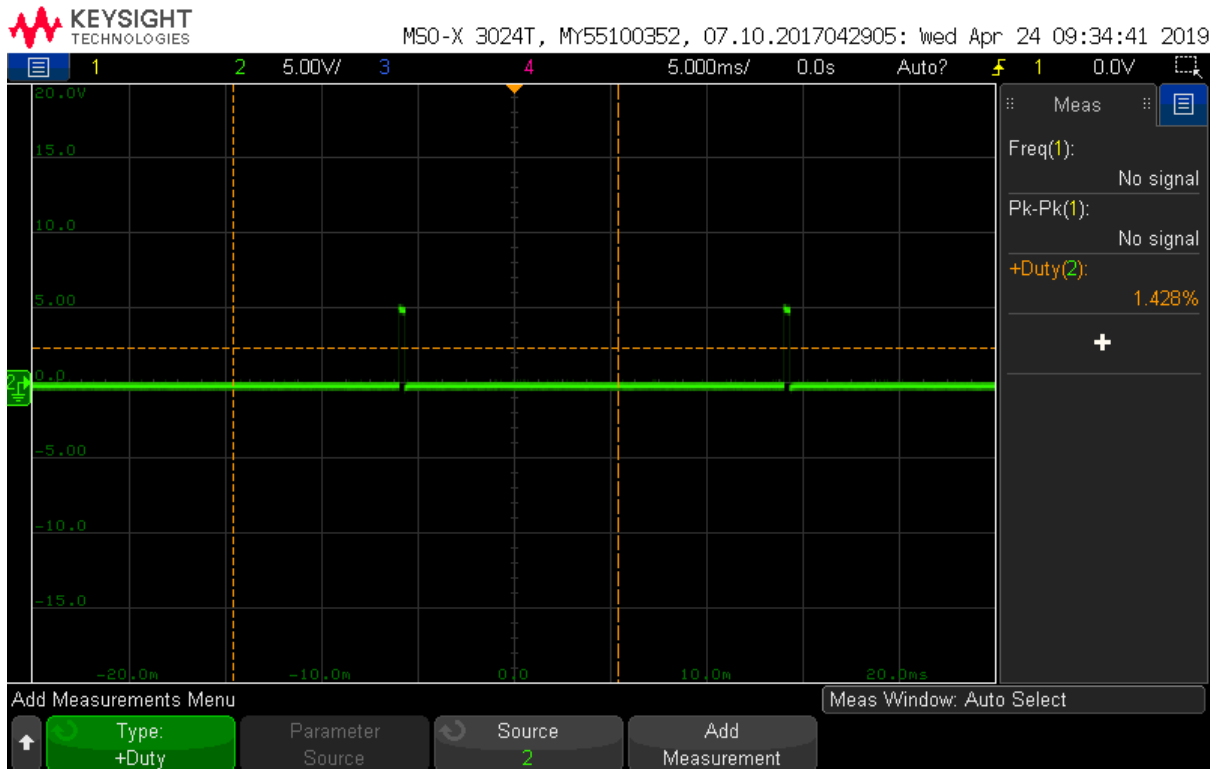 KEYSIGHT
TECHNOLOGIES
MSO-X 3024T, MY55100352, 07.10.2017042905: Wed Apr 24 09:34:41 2019
1 2 5.00V/ 3 4 5.000ms/ 0.0s Auto? 1 0.0V
20.0V
15.0
10.0
5.00
0.0
-5.00
-10.0
-15.0
2
-20.0m -10.0m 0.0 10.0m 20.0ms
Meas
Freq(1):
No signal
Pk-Pk(1):
No signal
+Duty(2):
1.428%
Add Measurements Menu
Meas Window: Auto Select
Type:
+Duty
Parameter
Source
Source
2
Add
Measurement